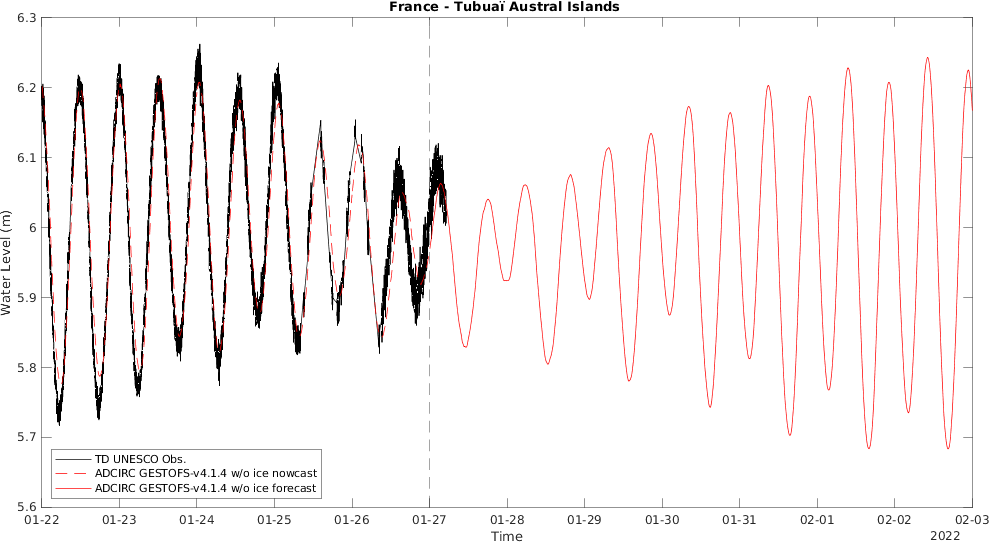 France - Tubuaï Austral Islands
Water Level (m)
6.3
6.2
6.1
6
5.9
5.8
5.7
5.6
TD UNESCO Obs.
ADCIRC GESTOFS-v4.1.4 w/o ice nowcast
ADCIRC GESTOFS-v4.1.4 w/o ice forecast
01-22 01-23 01-24 01-25 01-26 01-27 01-28 01-29 01-30 01-31 02-01 02-02 02-03
Time
2022